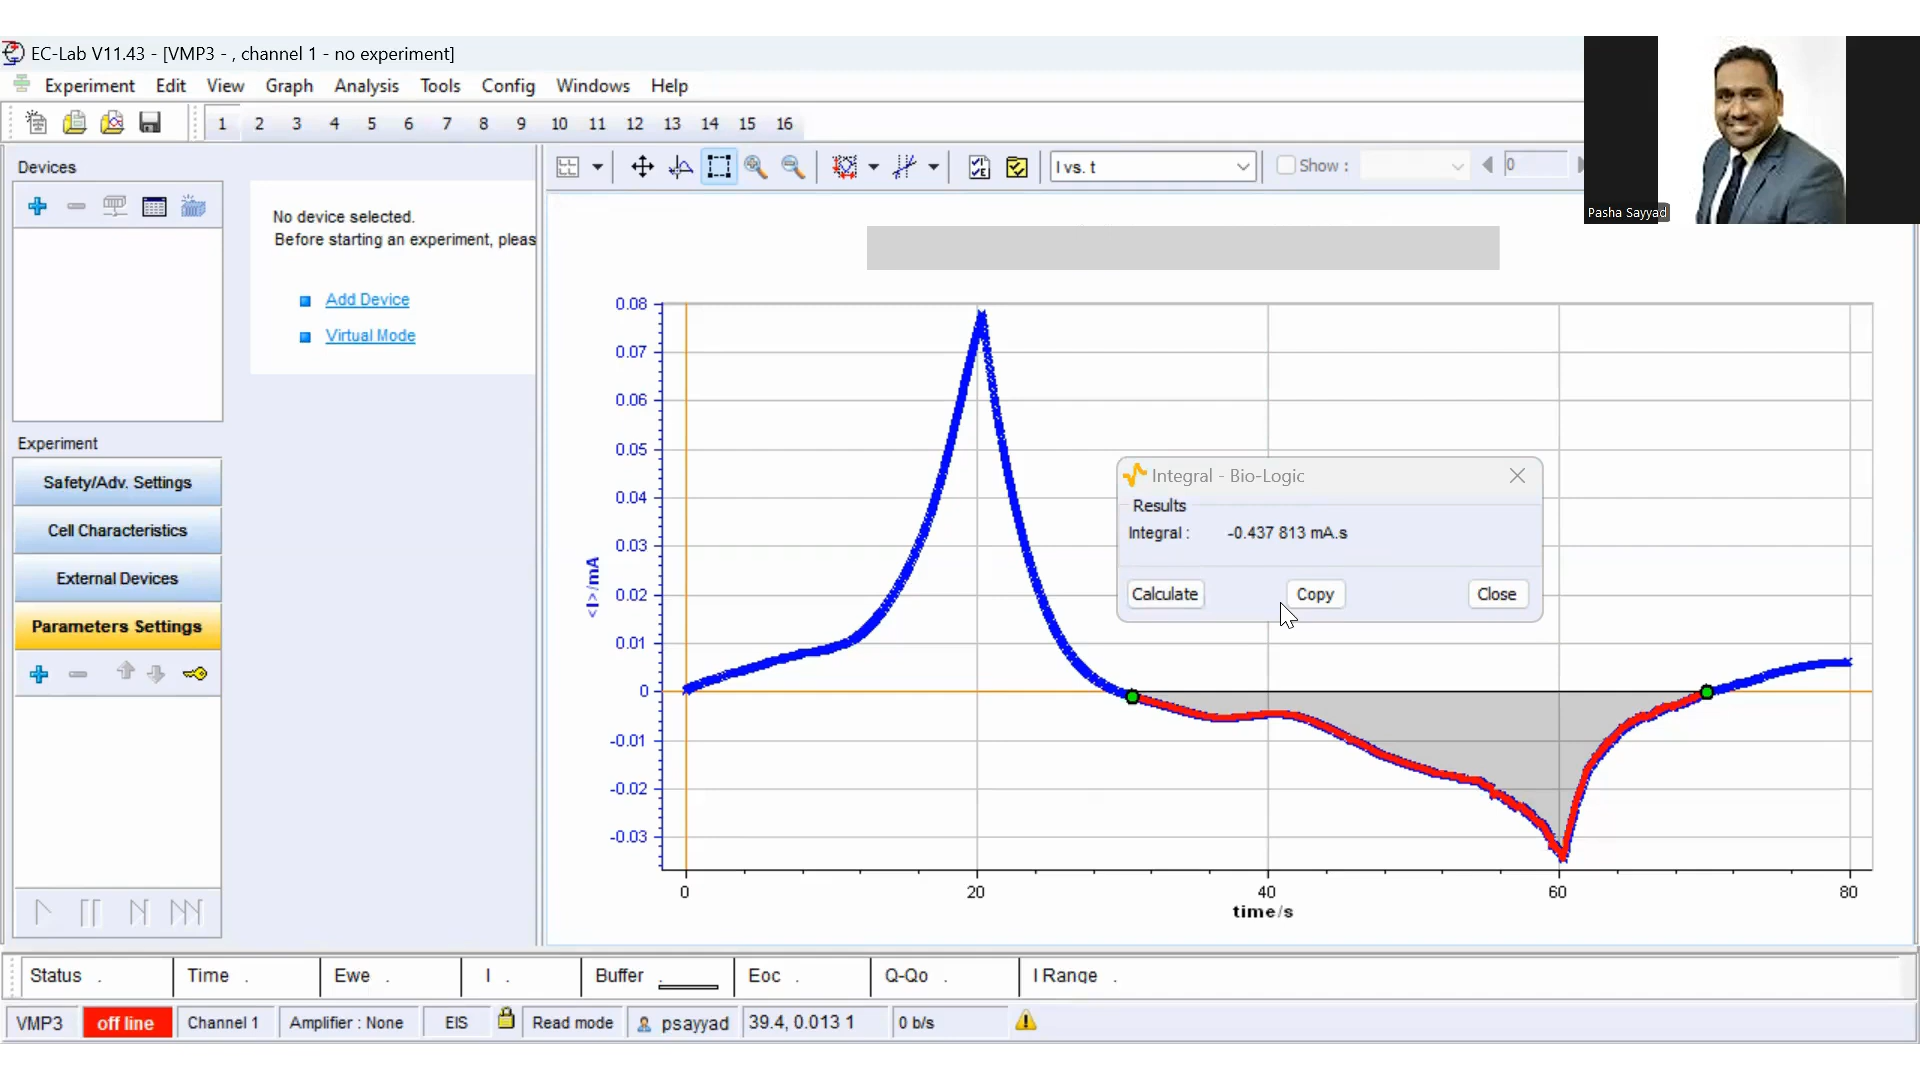 EC-Lab V11.43 - [VMP3 - , channel 1 - no experiment]
Experiment Edit View Graph Analysis Tools Config Windows Help
1 2 3 4 5 6 7 8 9 10 11 12 13 14 15 16
Devices
I vs. t
Show :
0
Pasha Sayyad
No device selected.
Before starting an experiment, pleas
Add Device
Virtual Mode
Experiment
Safety/Adv. Settings
Cell Characteristics
External Devices
Parameters Settings
0.08
0.07
0.06
0.05
0.04
0.03
0.02
0.01
0
-0.01
-0.02
-0.03
<I>/mA
0 20 40 60 80
time/s
Integral - Bio-Logic
Results
Integral : -0.437 813 mA.s
Calculate Copy Close
Status . Time . Ewe . I . Buffer . Eoc . Q-Qo . I Range .
VMP3 off line Channel 1 Amplifier : None EIS Read mode psayyad 39.4, 0.013 1 0 b/s